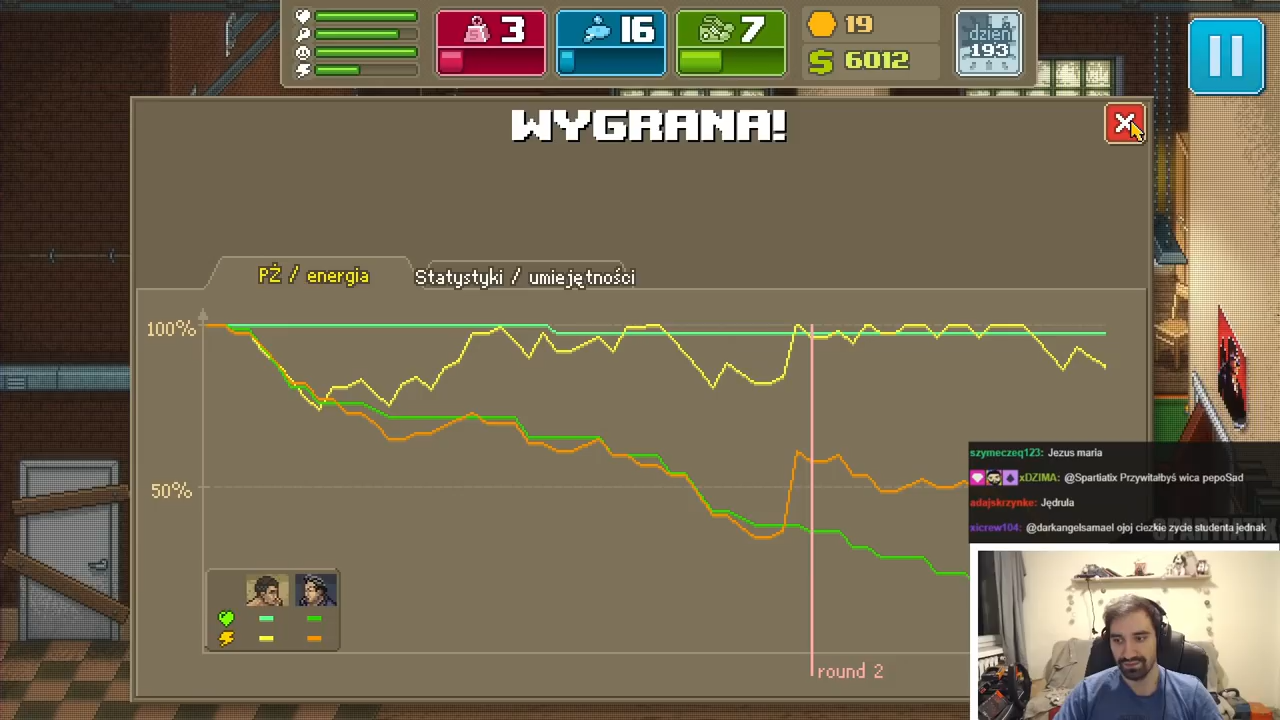 3
16
7
19
6012
dzień
193
WYGRANA!
PŻ / energia
Statystyki / umiejętności
100%
50%
round 2
szymeczeq123: Jezus maria
xDZIMA: @Spartiatix Przywitałbyś wica pepoSad
adajskrzynke: Jędrula
xicrew104: @darkangelsamael ojoj ciezkie zycie studenta jednak
SPARTIATIX